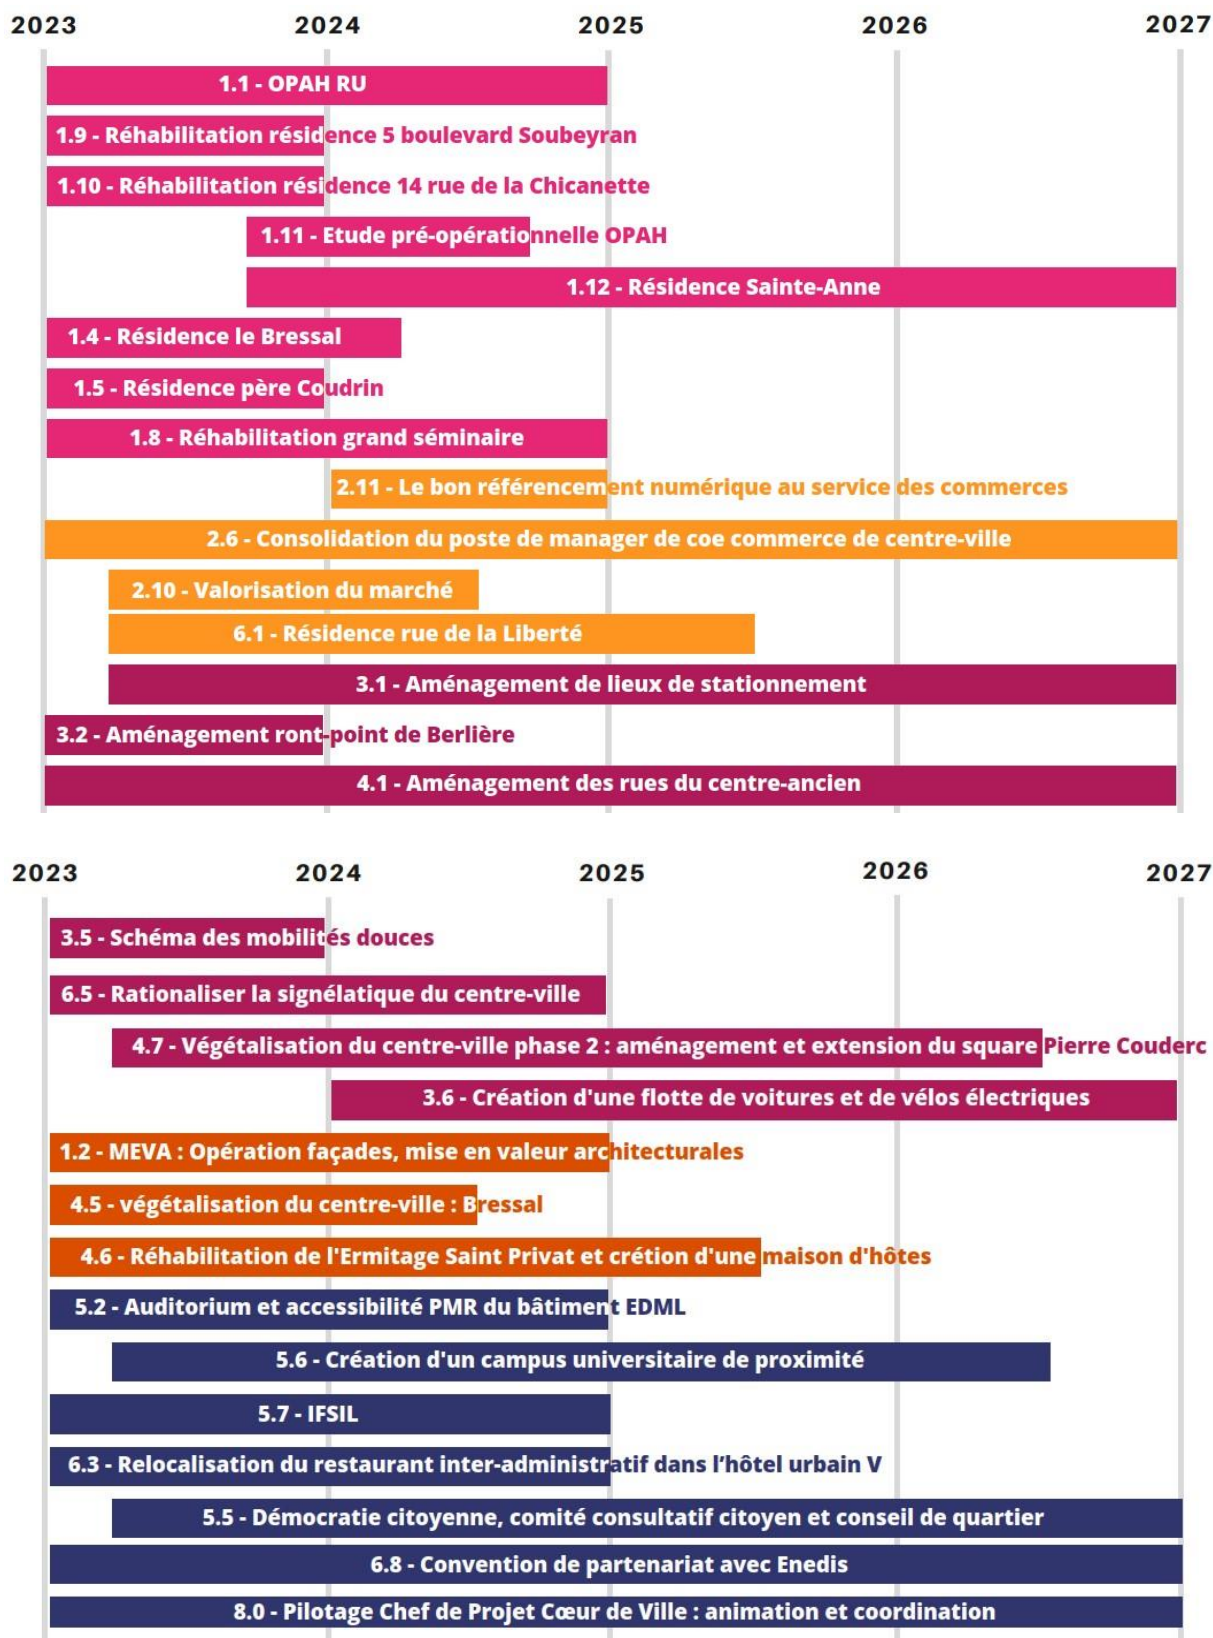 2023 2024 2025 2026 2027
1.1 - OPAH RU
1.9 - Réhabilitation résidence 5 boulevard Soubeyran
1.10 - Réhabilitation résidence 14 rue de la Chicanette
1.11 - Etude pré-opérationnelle OPAH
1.12 - Résidence Sainte-Anne
1.4 - Résidence le Bressal
1.5 - Résidence père Coudrin
1.8 - Réhabilitation grand séminaire
2.11 - Le bon référencement numérique au service des commerces
2.6 - Consolidation du poste de manager de coe commerce de centre-ville
2.10 - Valorisation du marché
6.1 - Résidence rue de la Liberté
3.1 - Aménagement de lieux de stationnement
3.2 - Aménagement ront-point de Berlière
4.1 - Aménagement des rues du centre-ancien
2023 2024 2025 2026 2027
3.5 - Schéma des mobilités douces
6.5 - Rationaliser la signélatique du centre-ville
4.7 - Végétalisation du centre-ville phase 2 : aménagement et extension du square Pierre Couderc
3.6 - Création d'une flotte de voitures et de vélos électriques
1.2 - MEVA : Opération façades, mise en valeur architecturales
4.5 - végétalisation du centre-ville : Bressal
4.6 - Réhabilitation de l'Ermitage Saint Privat et crétion d'une maison d'hôtes
5.2 - Auditorium et accessibilité PMR du bâtiment EDML
5.6 - Création d'un campus universitaire de proximité
5.7 - IFSIL
6.3 - Relocalisation du restaurant inter-administratif dans l’hôtel urbain V
5.5 - Démocratie citoyenne, comité consultatif citoyen et conseil de quartier
6.8 - Convention de partenariat avec Enedis
8.0 - Pilotage Chef de Projet Cœur de Ville : animation et coordination